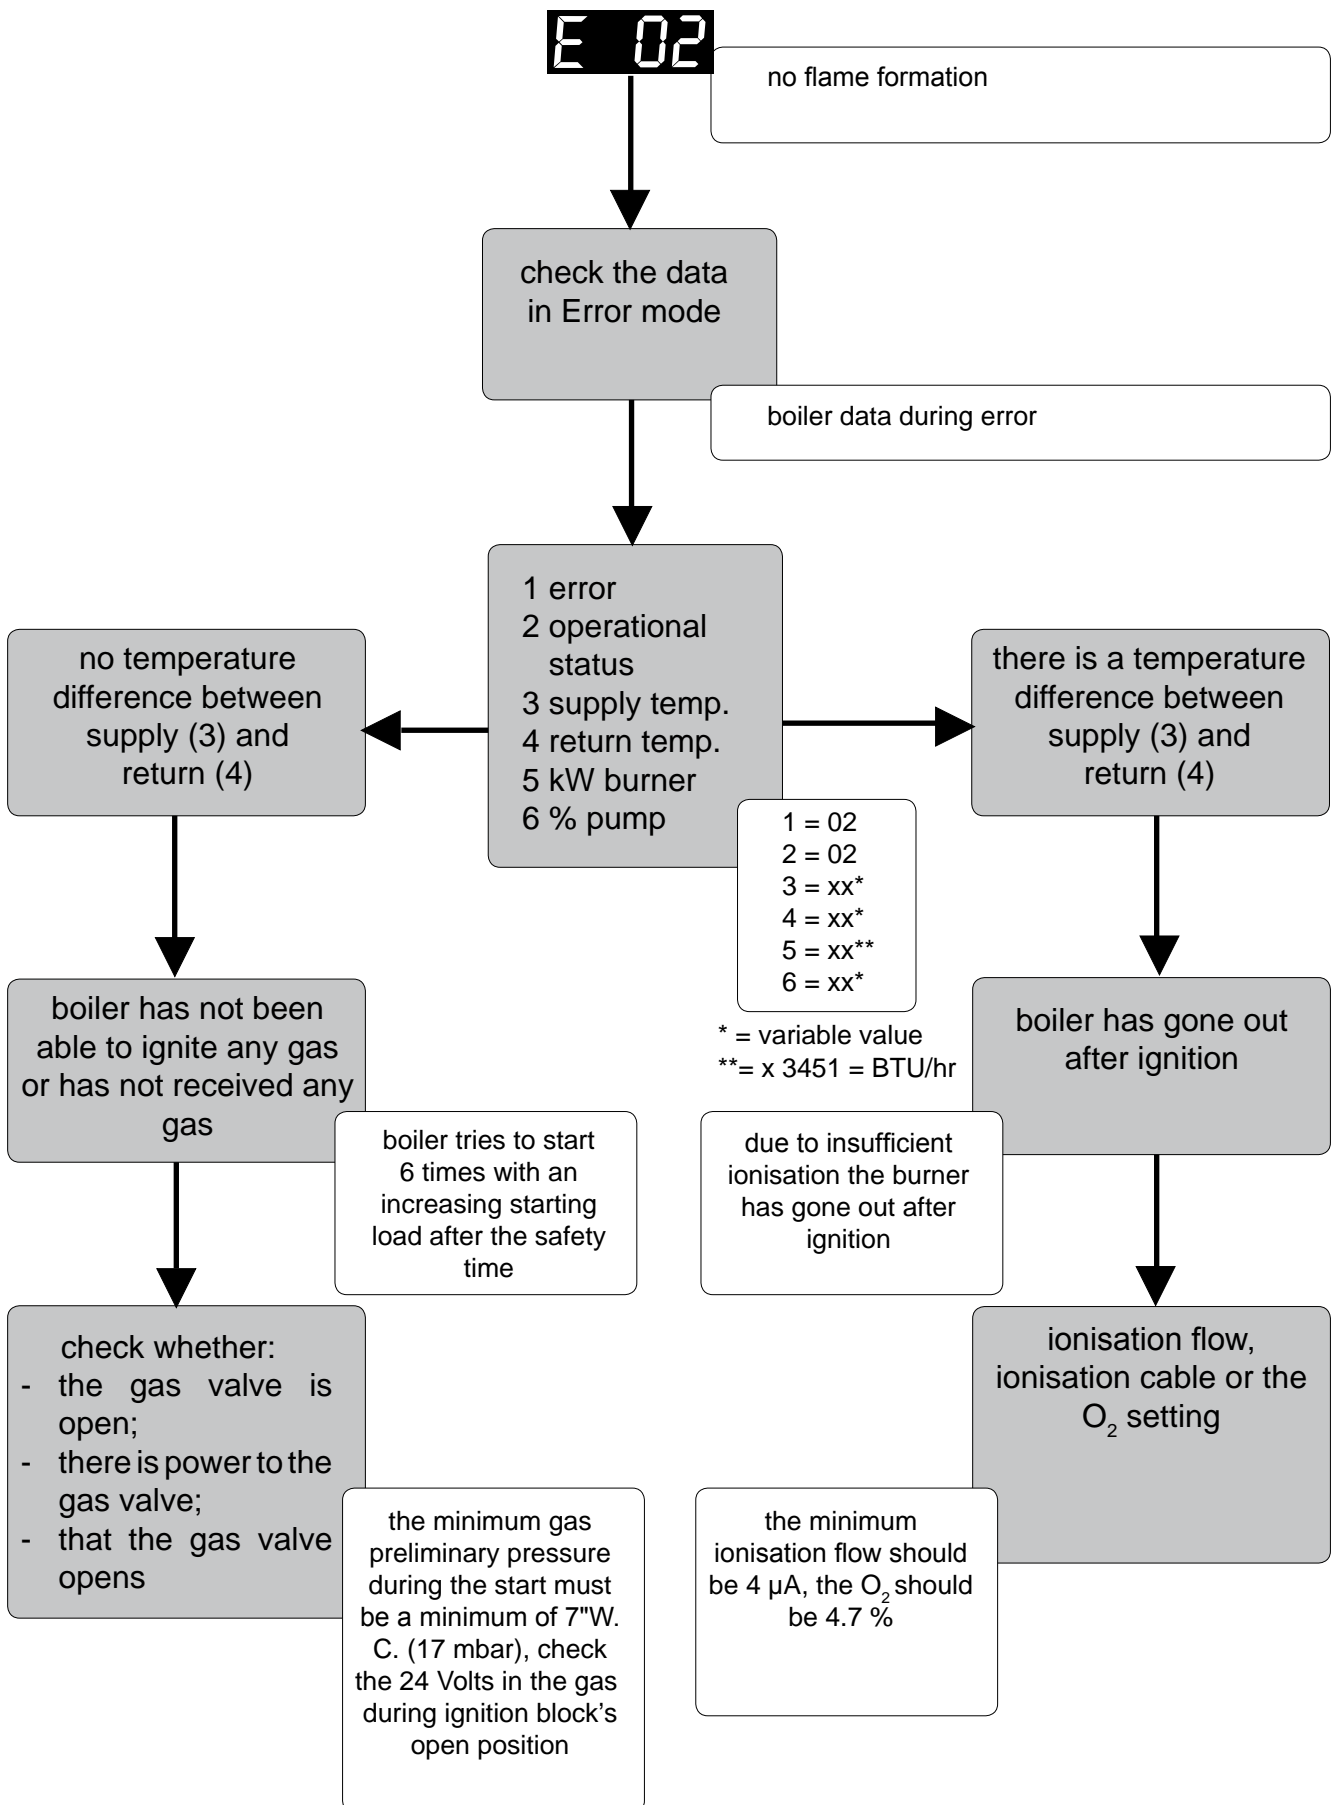 E 02
no flame formation
check the data
in Error mode
boiler data during error
1 error
2 operational
status
3 supply temp.
4 return temp.
5 kW burner
6 % pump
1 = 02
2 = 02
3 = xx*
4 = xx*
5 = xx**
6 = xx*
* = variable value
**= x 3451 = BTU/hr
no temperature
difference between
supply (3) and
return (4)
boiler has not been
able to ignite any gas
or has not received any
gas
boiler tries to start
6 times with an
increasing starting
load after the safety
time
check whether:
- the gas valve is
open;
- there is power to the
gas valve;
- that the gas valve
opens
the minimum gas
preliminary pressure
during the start must
be a minimum of 7"W.
C. (17 mbar), check
the 24 Volts in the gas
during ignition block’s
open position
there is a temperature
difference between
supply (3) and
return (4)
boiler has gone out
after ignition
due to insufficient
ionisation the burner
has gone out after
ignition
ionisation flow,
ionisation cable or the
O₂ setting
the minimum
ionisation flow should
be 4 µA, the O₂ should
be 4.7 %